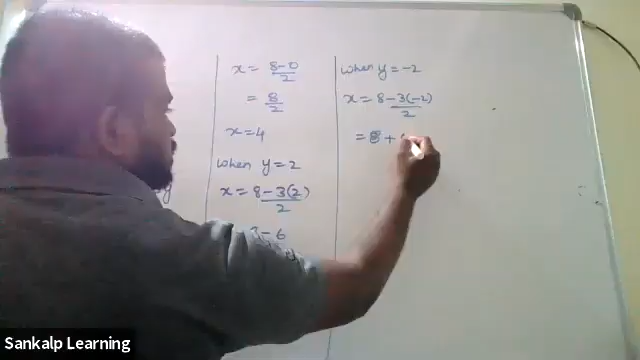 x = 8-0
2
= 8
2
x = 4
when y = 2
x = 8-3(2)
2
- 6
y
when y = -2
x = 8-3(-2)
2
= 8 +
Sankalp Learning